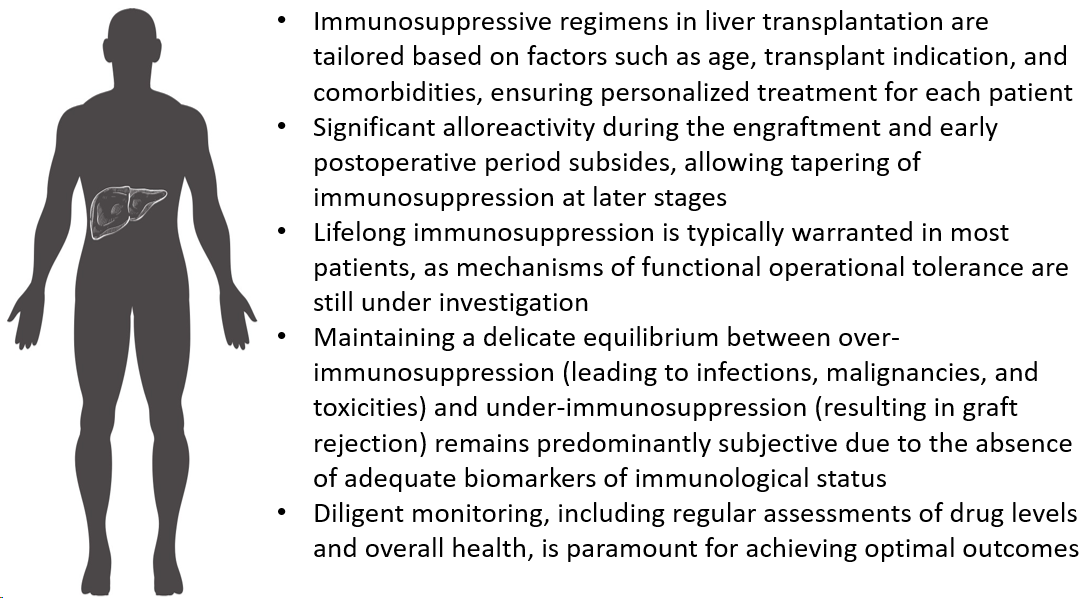 • Immunosuppressive regimens in liver transplantation are
tailored based on factors such as age, transplant indication, and
comorbidities, ensuring personalized treatment for each patient
• Significant alloreactivity during the engraftment and early
postoperative period subsides, allowing tapering of
immunosuppression at later stages
• Lifelong immunosuppression is typically warranted in most
patients, as mechanisms of functional operational tolerance are
still under investigation
• Maintaining a delicate equilibrium between over-
immunosuppression (leading to infections, malignancies, and
toxicities) and under-immunosuppression (resulting in graft
rejection) remains predominantly subjective due to the absence
of adequate biomarkers of immunological status
• Diligent monitoring, including regular assessments of drug levels
and overall health, is paramount for achieving optimal outcomes